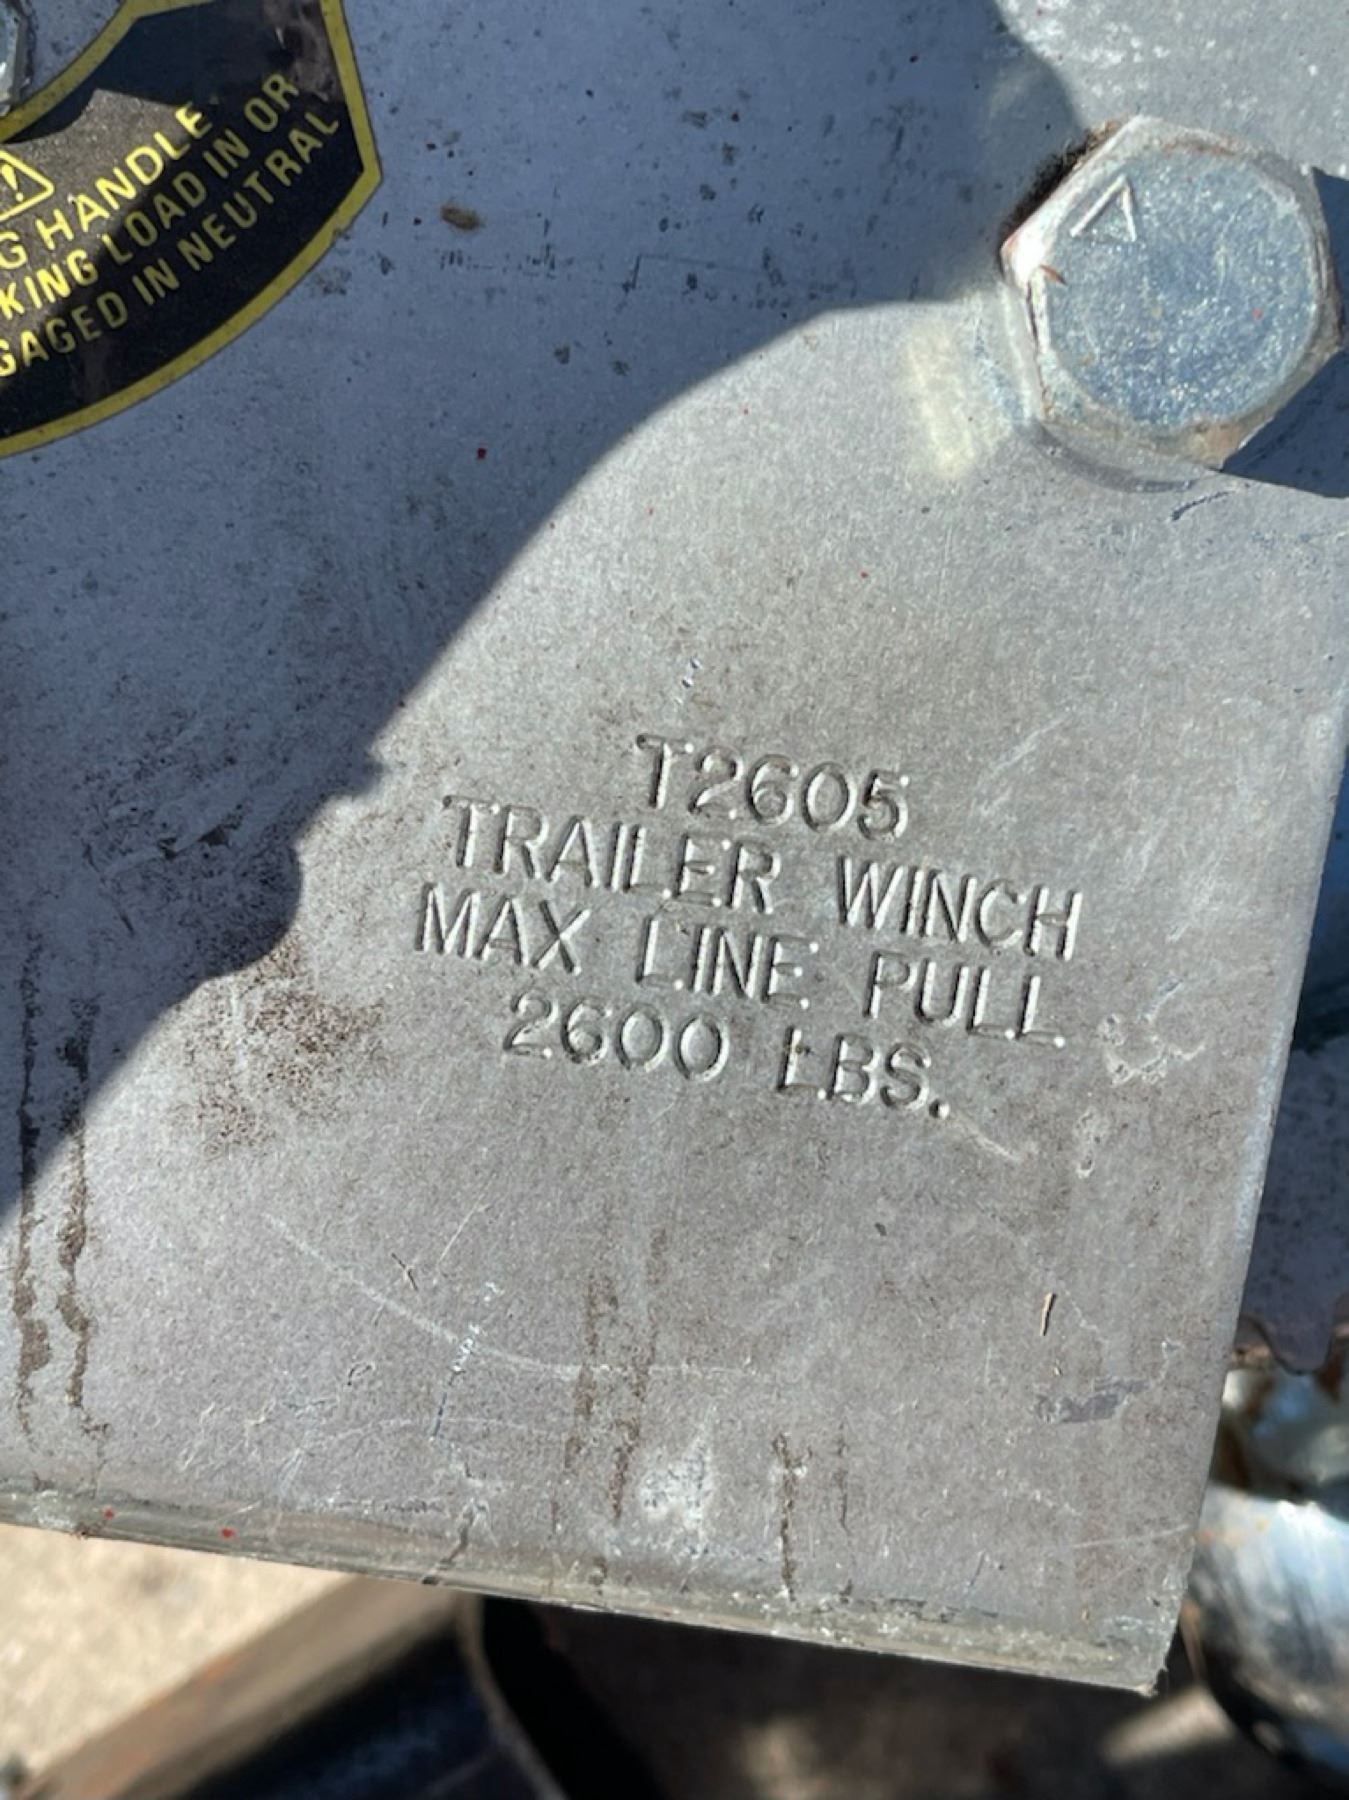 G HANDLE
KING LOAD IN OR
GAGED IN NEUTRAL
T2605
TRAILER WINCH
MAX LINE PULL
2600 LBS.